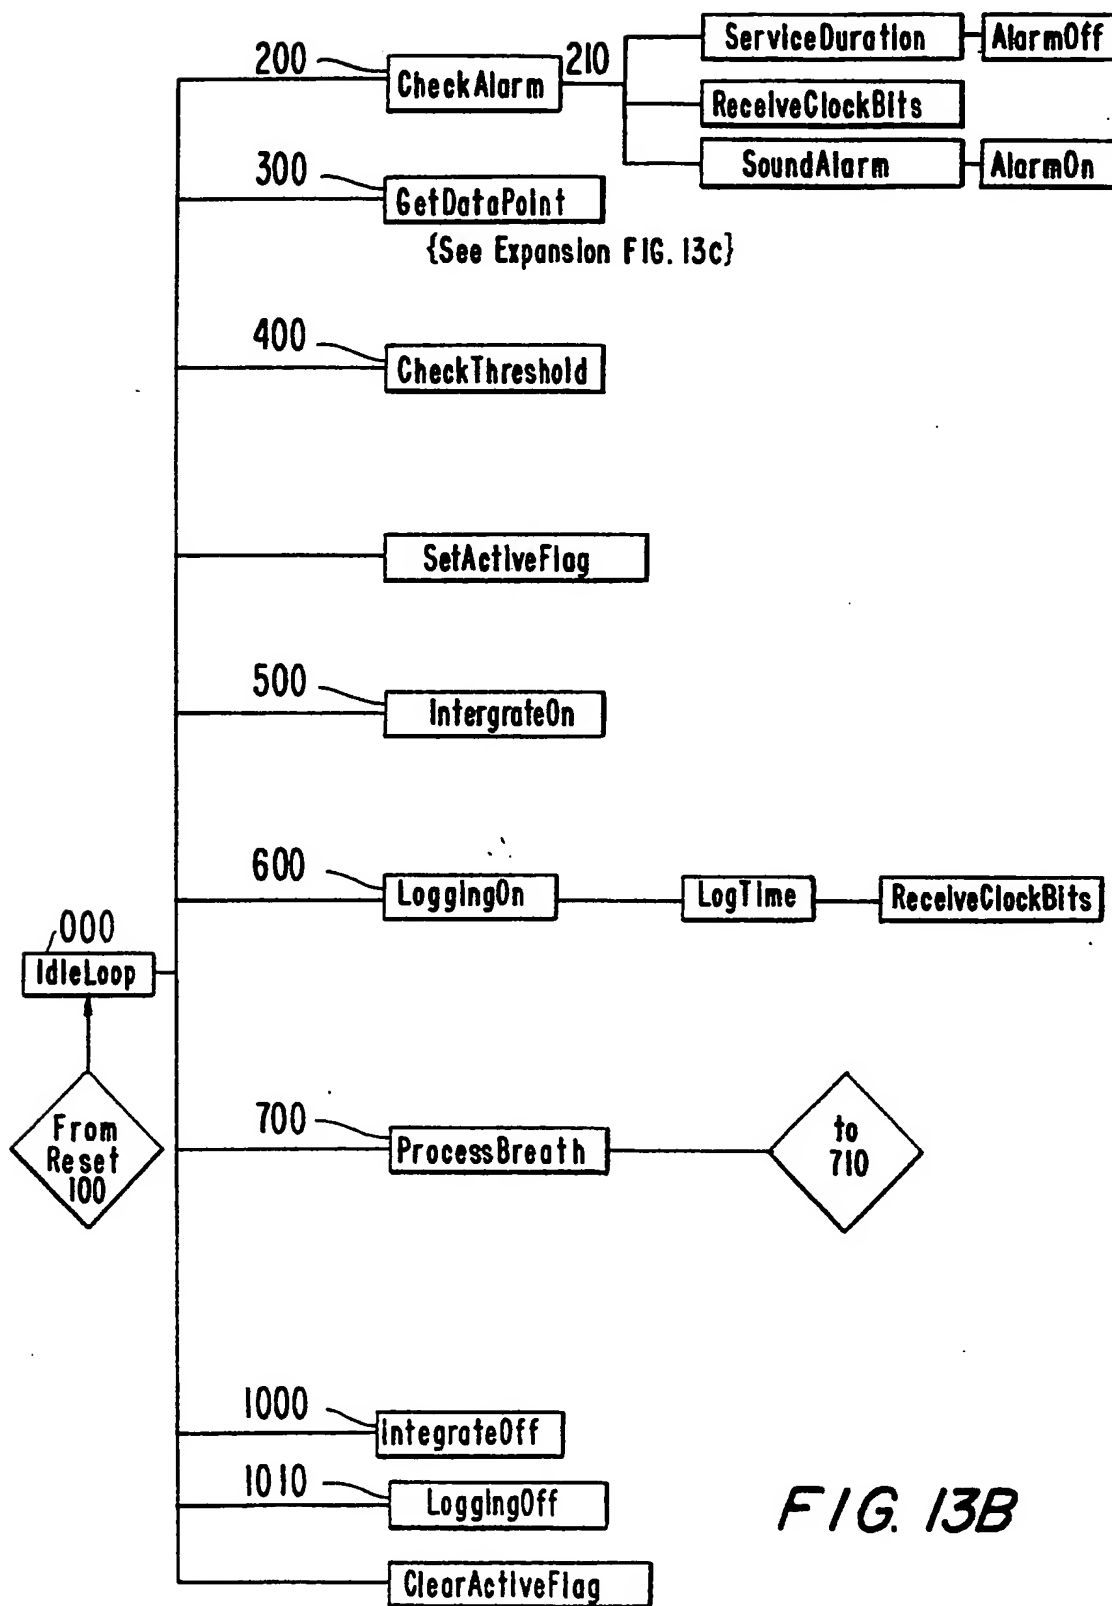 200
CheckAlarm
210
ServiceDuration
AlarmOff
ReceiveClockBits
SoundAlarm
AlarmOn
300
GetDataPoint
{See Expansion FIG. 13c}
400
CheckThreshold
SetActiveFlag
500
IntergrateOn
600
LoggingOn
LogTime
ReceiveClockBits
000
IdleLoop
From
Reset
100
700
ProcessBreath
to
710
1000
IntegrateOff
1010
LoggingOff
ClearActiveFlag
FIG. 13B